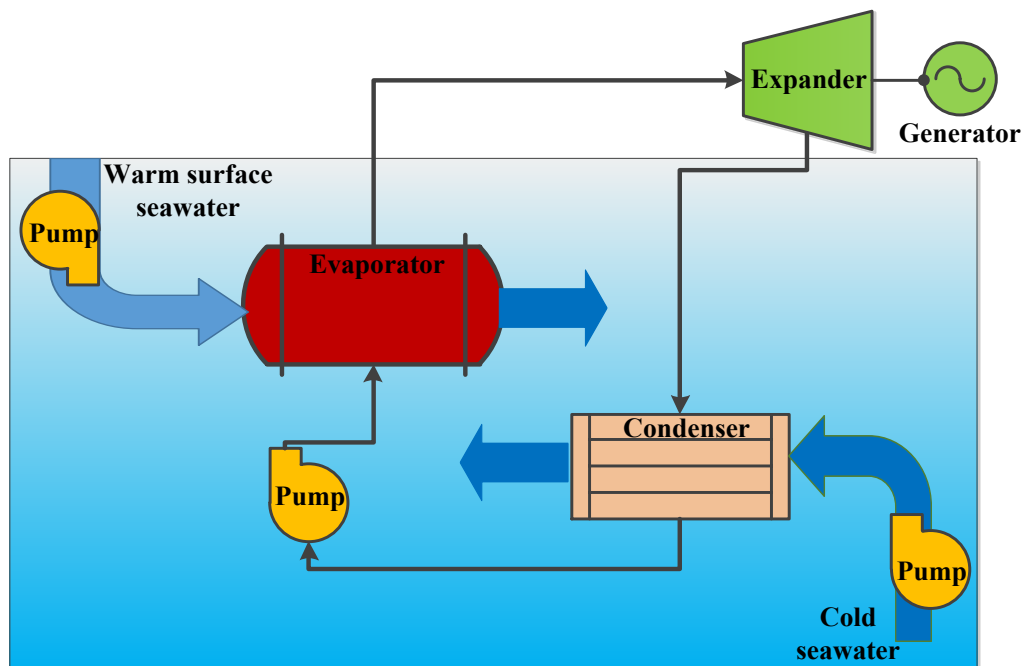 Expander
Generator
Warm surface
seawater
Pump
Evaporator
Condenser
Pump
Pump
Cold
seawater